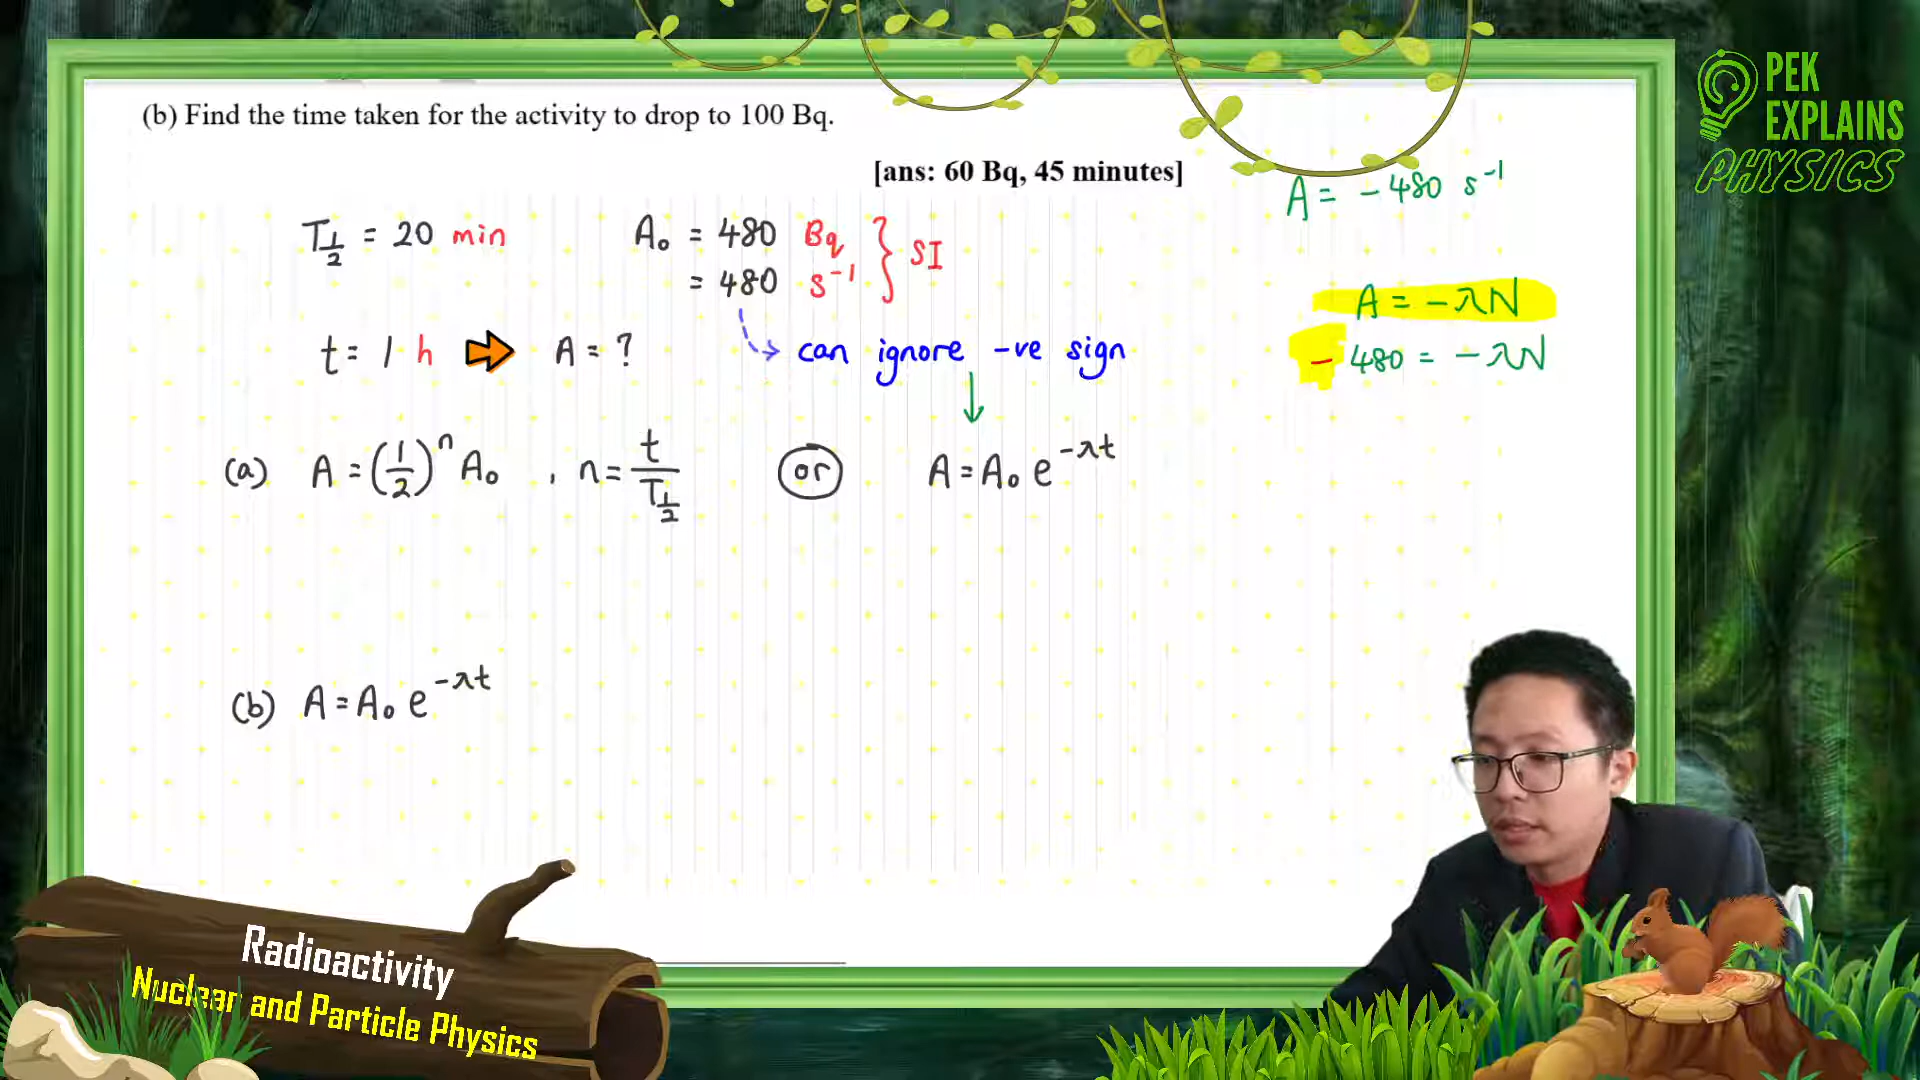 (b) Find the time taken for the activity to drop to 100 Bq.
[ans: 60 Bq, 45 minutes]
A = - 480 s⁻¹
T½ = 20 min
A₀ = 480 Bq
= 480 s⁻¹
} SI
A = - λN
- 480 = - λN
t = 1 h
A = ?
can ignore -ve sign
(a) A = (1/2)ⁿ A₀ , n = t/T½
or
A = A₀ e^(-λt)
(b) A = A₀ e^(-λt)
Radioactivity
Nuclear and Particle Physics
PEK
EXPLAINS
PHYSICS